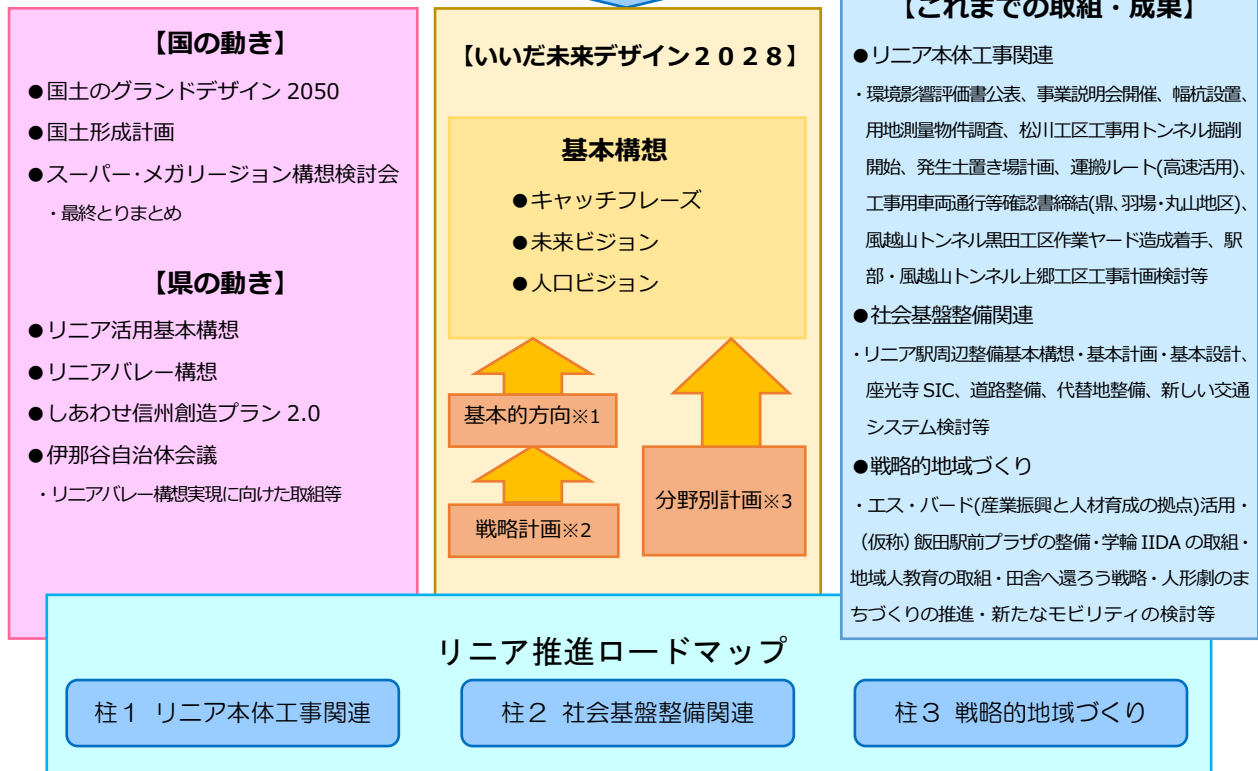 【国の動き】
●国土のグランドデザイン 2050
●国土形成計画
●スーパー・メガリージョン構想検討会
・最終とりまとめ
【県の動き】
●リニア活用基本構想
●リニアバレー構想
●しあわせ信州創造プラン 2.0
●伊那谷自治体会議
・リニアバレー構想実現に向けた取組等
【いいだ未来デザイン2028】
基本構想
●キャッチフレーズ
●未来ビジョン
●人口ビジョン
基本的方向※1
戦略計画※2
分野別計画※3
【これまでの取組・成果】
●リニア本体工事関連
・環境影響評価書公表、事業説明会開催、幅杭設置、
用地測量物件調査、松川工区工事用トンネル掘削
開始、発生土置き場計画、運搬ルート(高速活用)、
工事用車両通行等確認書締結(鼎、羽場・丸山地区)、
風越山トンネル黒田工区作業ヤード造成着手、駅
部・風越山トンネル上郷工区工事計画検討等
●社会基盤整備関連
・リニア駅周辺整備基本構想・基本計画・基本設計、
座光寺 SIC、道路整備、代替地整備、新しい交通
システム検討等
●戦略的地域づくり
・エス・バード(産業振興と人材育成の拠点)活用・
（仮称）飯田駅前プラザの整備・学輪 IIDA の取組・
地域人教育の取組・田舎へ還ろう戦略・人形劇のま
ちづくりの推進・新たなモビリティの検討等
リニア推進ロードマップ
柱１ リニア本体工事関連
柱２ 社会基盤整備関連
柱３ 戦略的地域づくり